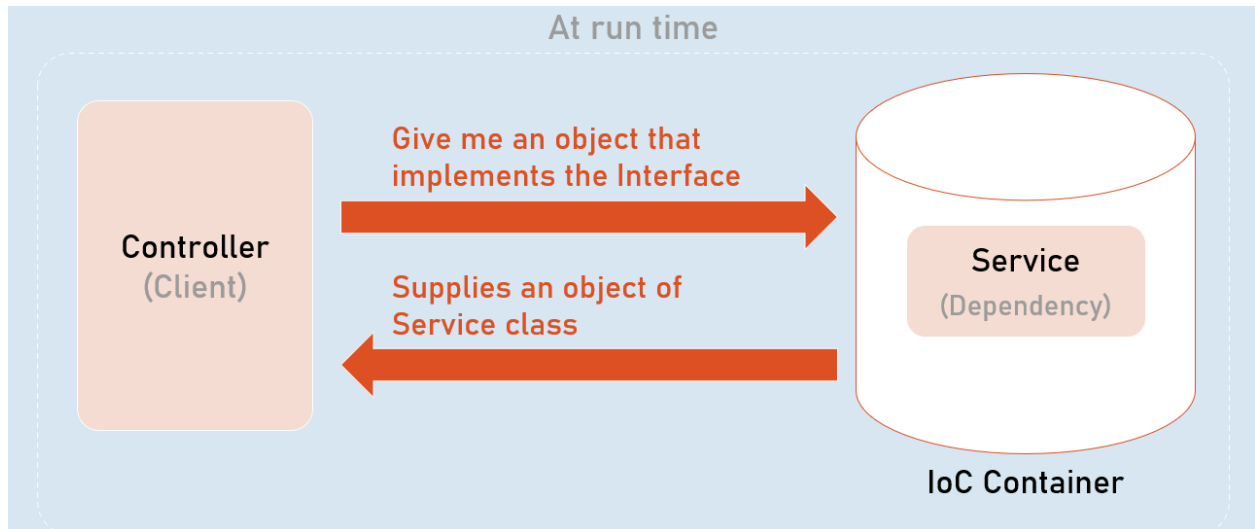 At run time
Give me an object that
implements the Interface
Controller
(Client)
Supplies an object of
Service class
Service
(Dependency)
IoC Container